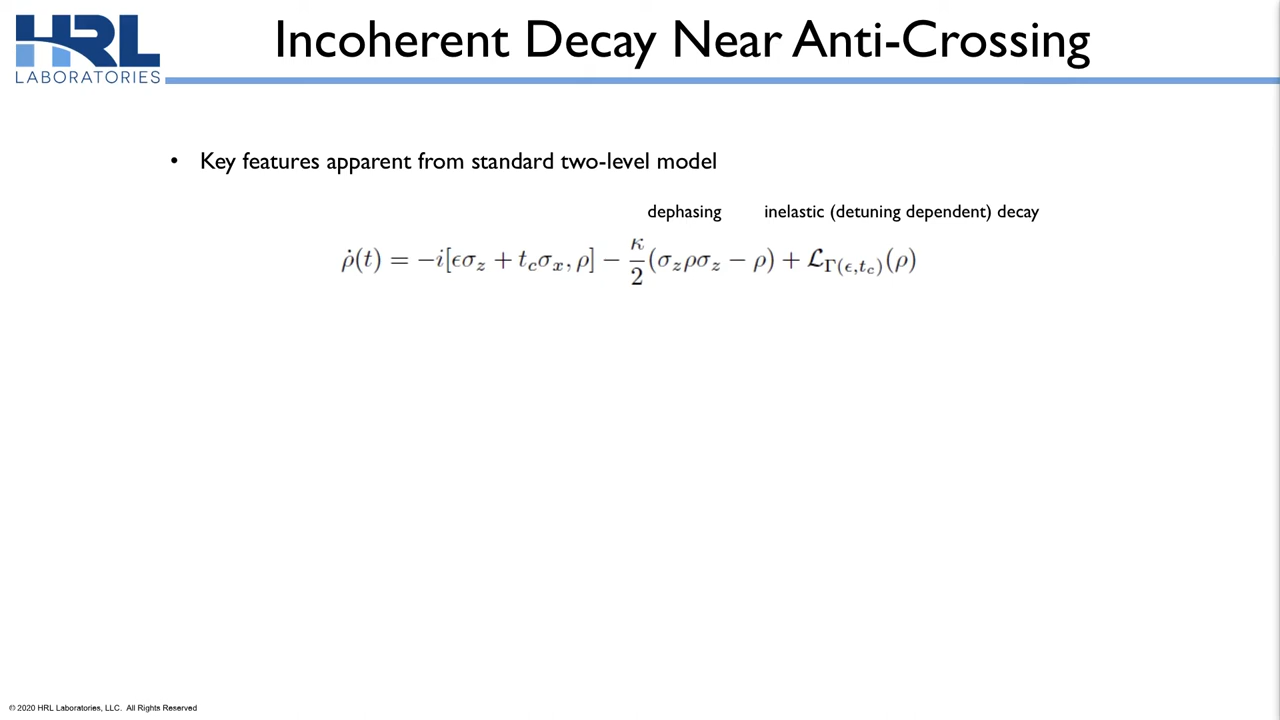 HRL
LABORATORIES
Incoherent Decay Near Anti-Crossing
• Key features apparent from standard two-level model
dephasing inelastic (detuning dependent) decay
ρ̇(t) = −i[ϵσ_z + t_cσ_x, ρ] − κ/2 (σ_zρσ_z − ρ) + ℒ_Γ(ϵ,t_c)(ρ)
© 2020 HRL Laboratories, LLC. All Rights Reserved